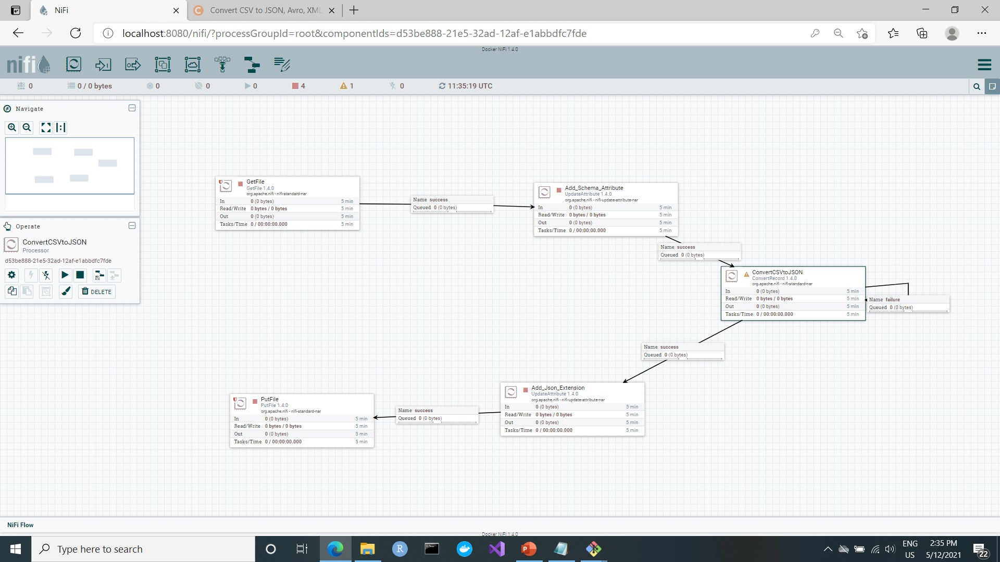 NiFi
Convert CSV to JSON, Avro, XML
localhost:8080/nifi/?processGroupId=root&componentIds=d53be888-21e5-32ad-12af-e1abbdfc7fde
Docker NiFi 1.4.0
nifi
0
0 / 0 bytes
0
0
0
4
1
0
11:35:19 UTC
Navigate
Operate
ConvertCSVtoJSON
Processor
d53be888-21e5-32ad-12af-e1abbdfc7fde
DELETE
GetFile
GetFile 1.4.0
org.apache.nifi - nifi-standard-nar
In 0 (0 bytes) 5 min
Read/Write 0 bytes / 0 bytes 5 min
Out 0 (0 bytes) 5 min
Tasks/Time 0 / 00:00:00.000 5 min
Name success
Queued 0 (0 bytes)
Add_Schema_Attribute
UpdateAttribute 1.4.0
org.apache.nifi - nifi-update-attribute-nar
In 0 (0 bytes) 5 min
Read/Write 0 bytes / 0 bytes 5 min
Out 0 (0 bytes) 5 min
Tasks/Time 0 / 00:00:00.000 5 min
Name success
Queued 0 (0 bytes)
ConvertCSVtoJSON
ConvertRecord 1.4.0
org.apache.nifi - nifi-standard-nar
In 0 (0 bytes) 5 min
Read/Write 0 bytes / 0 bytes 5 min
Out 0 (0 bytes) 5 min
Tasks/Time 0 / 00:00:00.000 5 min
Name failure
Queued 0 (0 bytes)
Name success
Queued 0 (0 bytes)
Add_Json_Extension
UpdateAttribute 1.4.0
org.apache.nifi - nifi-update-attribute-nar
In 0 (0 bytes) 5 min
Read/Write 0 bytes / 0 bytes 5 min
Out 0 (0 bytes) 5 min
Tasks/Time 0 / 00:00:00.000 5 min
Name success
Queued 0 (0 bytes)
PutFile
PutFile 1.4.0
org.apache.nifi - nifi-standard-nar
In 0 (0 bytes) 5 min
Read/Write 0 bytes / 0 bytes 5 min
Out 0 (0 bytes) 5 min
Tasks/Time 0 / 00:00:00.000 5 min
NiFi Flow
Docker NiFi 1.4.0
Type here to search
ENG
US
2:35 PM
5/12/2021
22